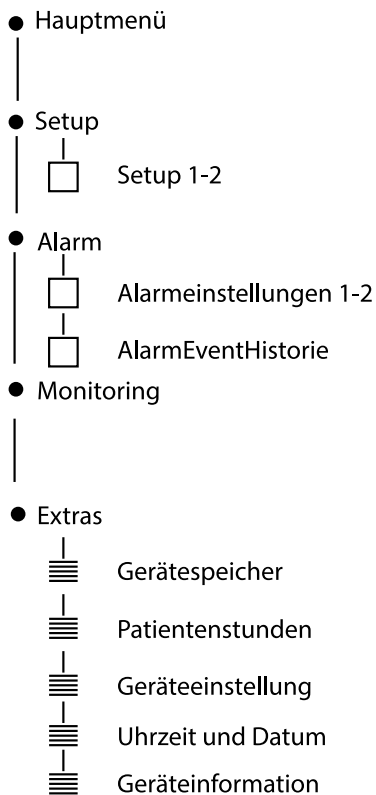 Hauptmenü
Setup
Setup 1-2
Alarm
Alarmeinstellungen 1-2
AlarmEventHistorie
Monitoring
Extras
Gerätespeicher
Patientenstunden
Geräteeinstellung
Uhrzeit und Datum
Geräteinformation